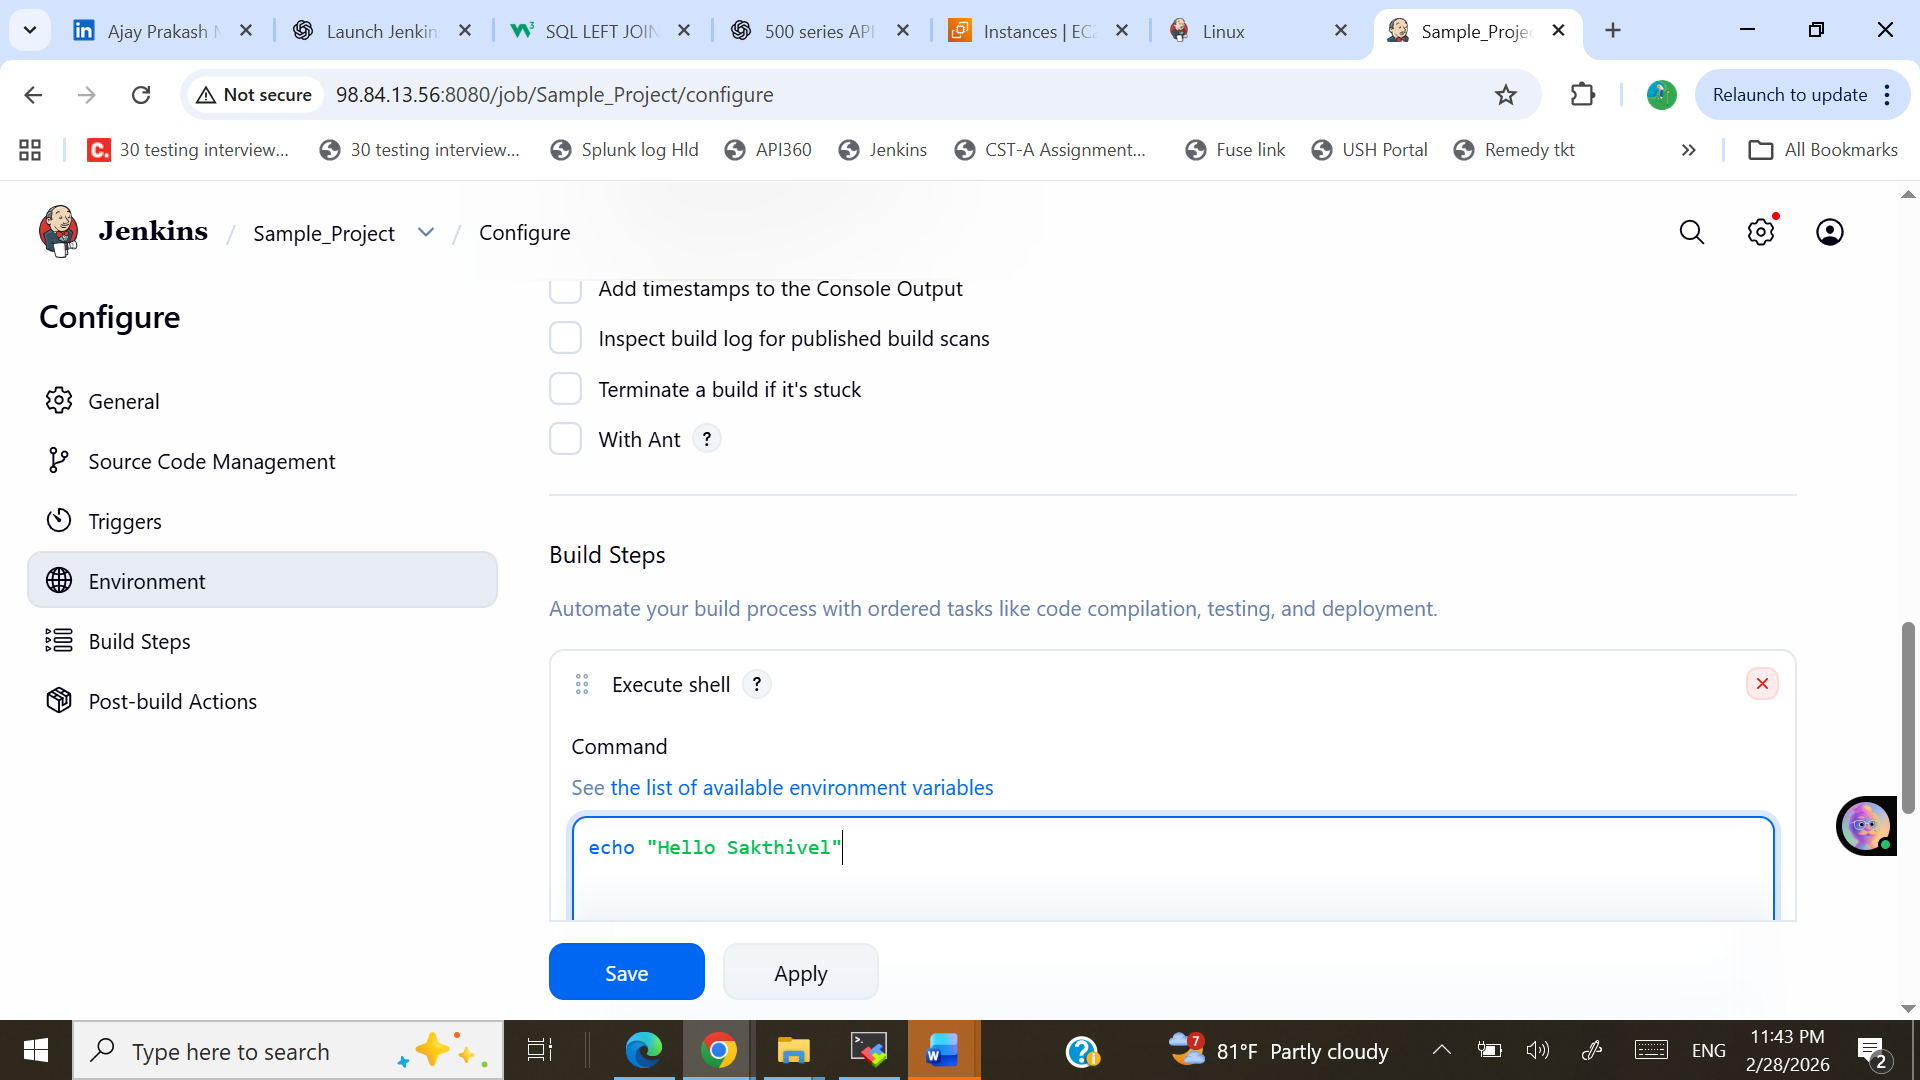 Ajay Prakash
Launch Jenkin
SQL LEFT JOIN
500 series API
Instances | EC2
Linux
Sample_Proje
Not secure
98.84.13.56:8080/job/Sample_Project/configure
Relaunch to update
30 testing interview...
30 testing interview...
Splunk log Hld
API360
Jenkins
CST-A Assignment...
Fuse link
USH Portal
Remedy tkt
»
All Bookmarks
Jenkins / Sample_Project / Configure
Configure
General
Source Code Management
Triggers
Environment
Build Steps
Post-build Actions
Add timestamps to the Console Output
Inspect build log for published build scans
Terminate a build if it's stuck
With Ant ?
Build Steps
Automate your build process with ordered tasks like code compilation, testing, and deployment.
Execute shell ?
Command
See the list of available environment variables
echo "Hello Sakthivel"
Save
Apply
Type here to search
7
81°F Partly cloudy
ENG
11:43 PM
2/28/2026
2